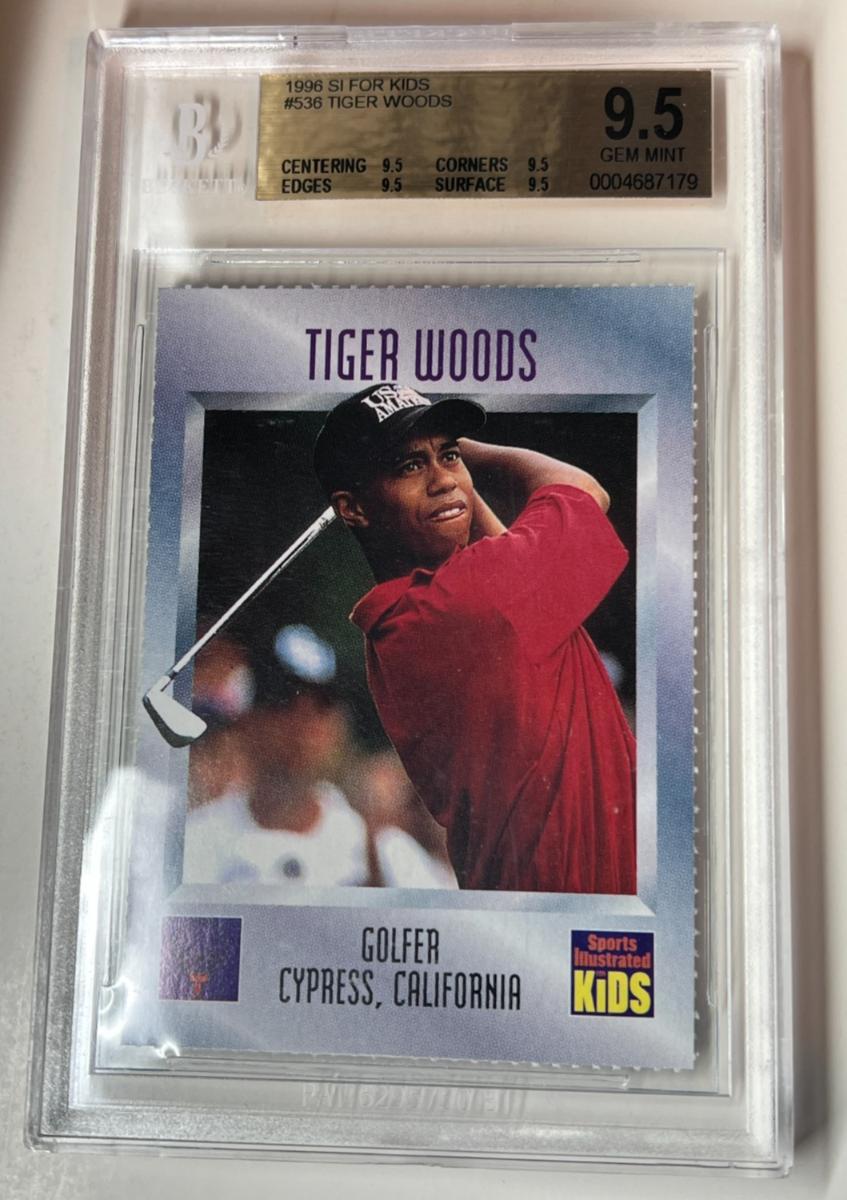 1996 SI FOR KIDS
#536 TIGER WOODS
9.5
GEM MINT
CENTERING 9.5 CORNERS 9.5
EDGES 9.5 SURFACE 9.5
0004687179
B
BECKETT
TIGER WOODS
GOLFER
CYPRESS, CALIFORNIA
Sports
Illustrated
KiDS